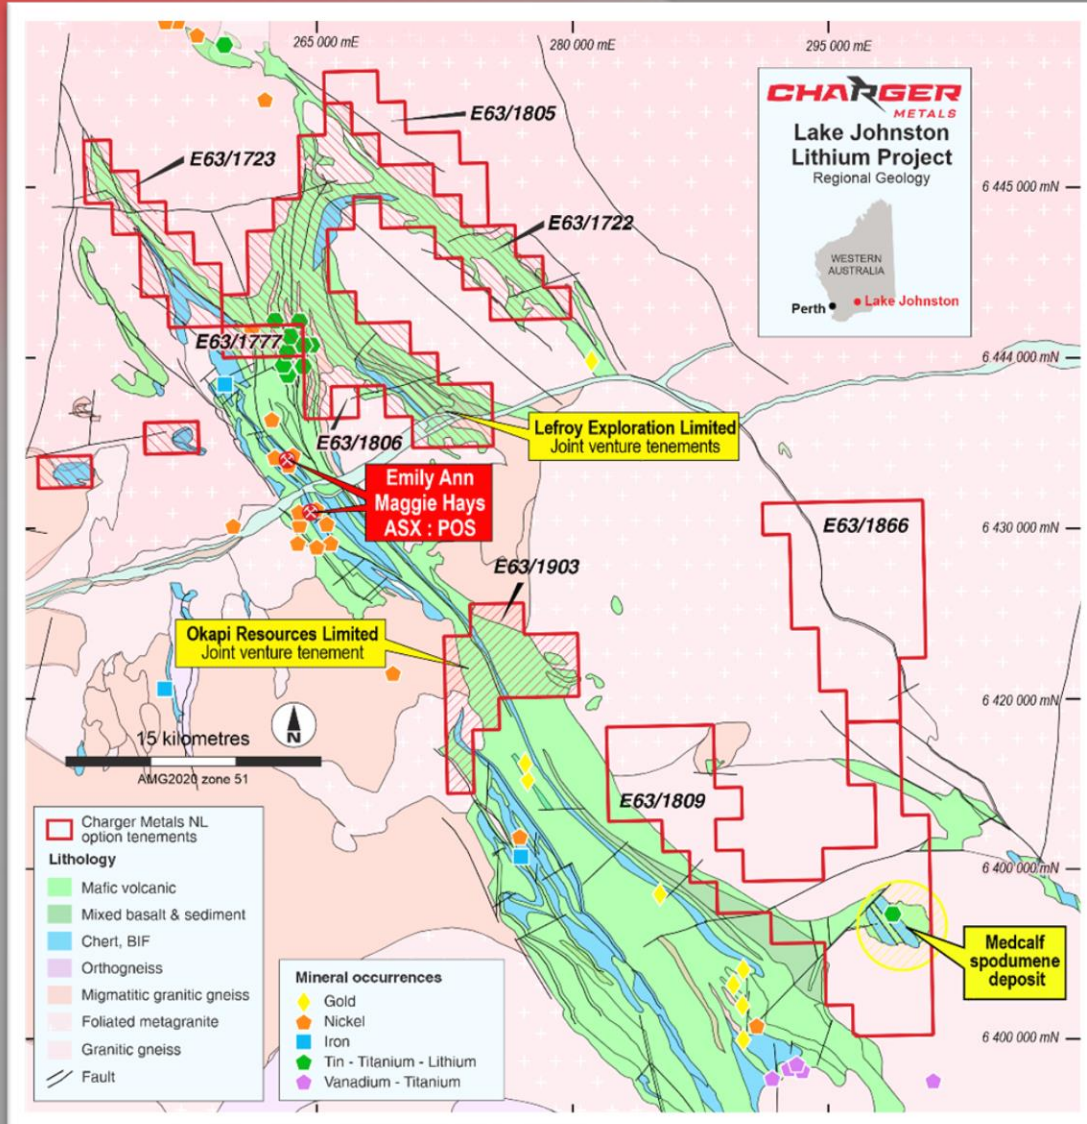 265 000 mE
280 000 mE
295 000 mE
CHARGER
METALS
Lake Johnston
Lithium Project
Regional Geology
WESTERN
AUSTRALIA
Perth
Lake Johnston
E63/1805
E63/1723
E63/1722
6 445 000 mN
E63/1777
6 444 000 mN
E63/1806
Lefroy Exploration Limited
Joint venture tenements
Emily Ann
Maggie Hays
ASX : POS
E63/1866
6 430 000 mN
E63/1903
Okapi Resources Limited
Joint venture tenement
6 420 000 mN
N
15 kilometres
AMG2020 zone 51
E63/1809
6 400 000 mN
Medcalf
spodumene
deposit
6 400 000 mN
Charger Metals NL
option tenements
Lithology
Mafic volcanic
Mixed basalt & sediment
Chert, BIF
Orthogneiss
Migmatitic granitic gneiss
Foliated metagranite
Granitic gneiss
Fault
Mineral occurrences
Gold
Nickel
Iron
Tin - Titanium - Lithium
Vanadium - Titanium